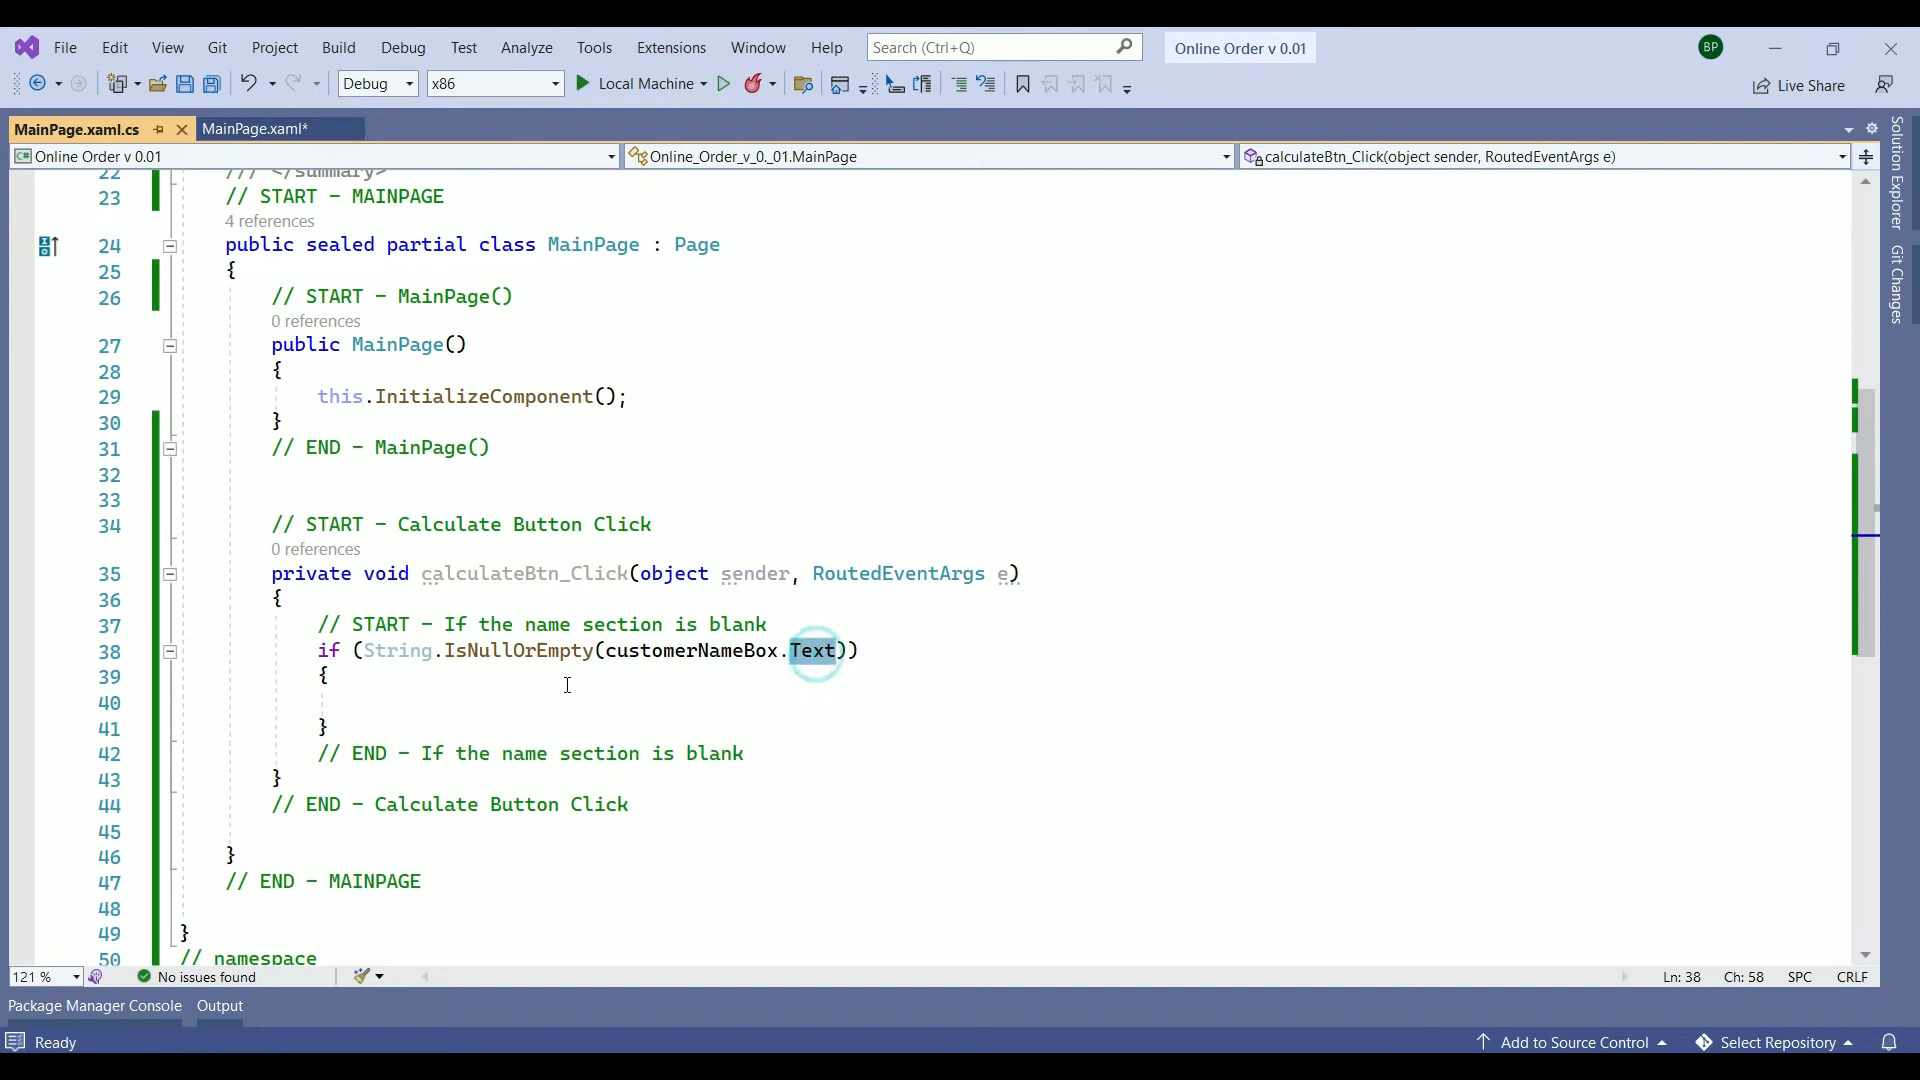 File Edit View Git Project Build Debug Test Analyze Tools Extensions Window Help Search (Ctrl+Q) Online Order v 0.01 BP
Debug x86 Local Machine Live Share
MainPage.xaml.cs MainPage.xaml*
C# Online Order v 0.01 Online_Order_v_0._01.MainPage calculateBtn_Click(object sender, RoutedEventArgs e)
Solution Explorer
Git Changes
22 /// </summary>
23 // START - MAINPAGE
4 references
24 public sealed partial class MainPage : Page
25 {
26 // START - MainPage()
0 references
27 public MainPage()
28 {
29 this.InitializeComponent();
30 }
31 // END - MainPage()
32
33
34 // START - Calculate Button Click
0 references
35 private void calculateBtn_Click(object sender, RoutedEventArgs e)
36 {
37 // START - If the name section is blank
38 if (String.IsNullOrEmpty(customerNameBox.Text))
39 {
40
41 }
42 // END - If the name section is blank
43 }
44 // END - Calculate Button Click
45
46 }
47 // END - MAINPAGE
48
49 }
50 // namespace
121 % No issues found Ln: 38 Ch: 58 SPC CRLF
Package Manager Console Output
Ready Add to Source Control Select Repository